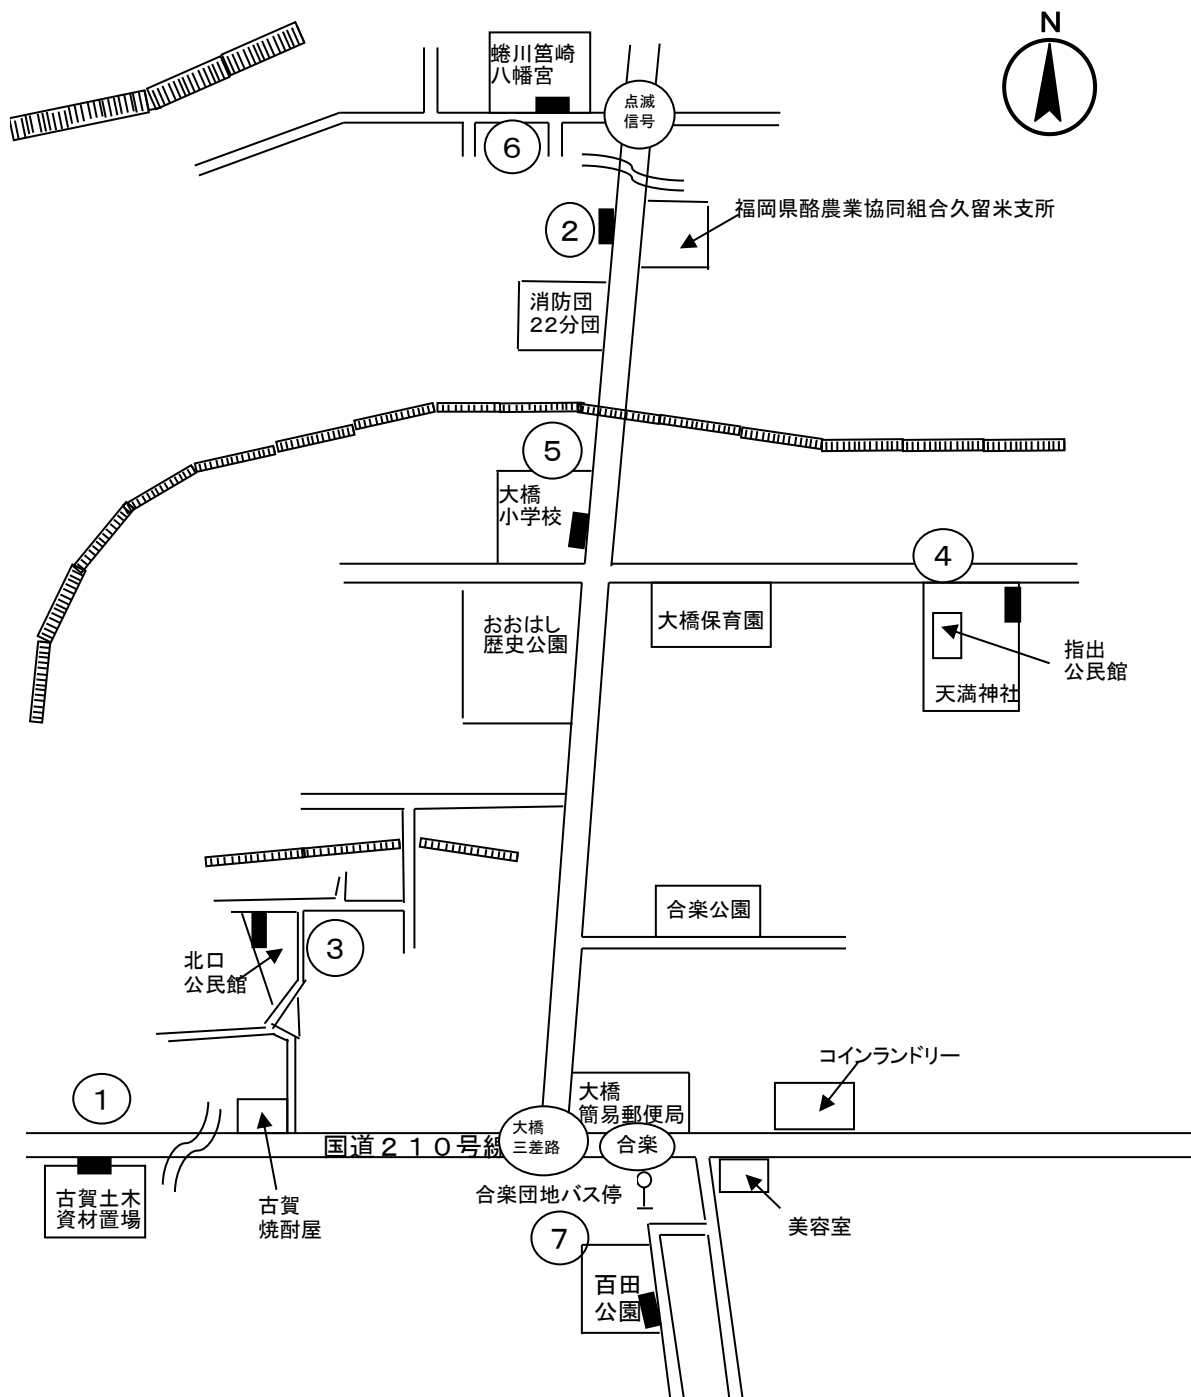 N
蜷川筥崎
八幡宮
点滅
信号
6
2
福岡県酪農業協同組合久留米支所
消防団
22分団
5
大橋
小学校
4
おおはし
歴史公園
大橋保育園
指出
公民館
天満神社
合楽公園
3
北口
公民館
コインランドリー
1
大橋
簡易郵便局
国道210号線
大橋
三差路
合楽
古賀土木
資材置場
古賀
焼酎屋
合楽団地バス停
美容室
7
百田
公園